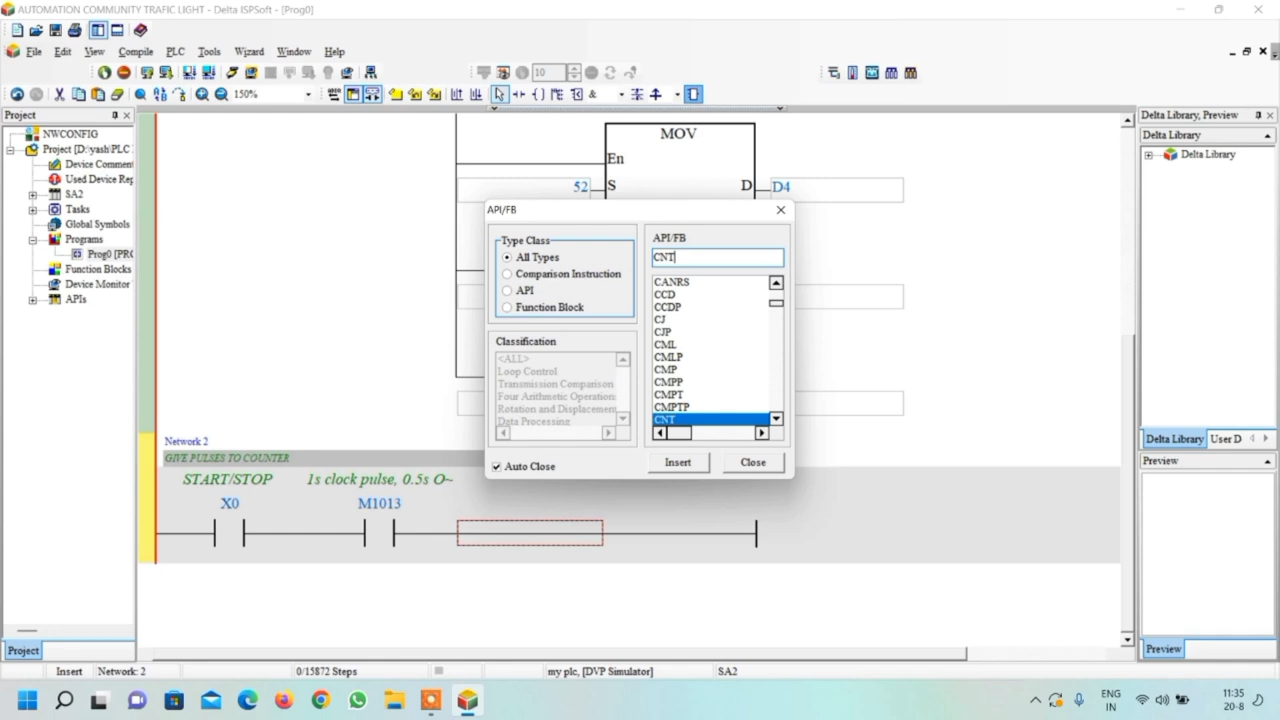 AUTOMATION COMMUNITY TRAFIC LIGHT - Delta ISPSoft - [Prog0]
File Edit View Compile PLC Tools Wizard Window Help
10
150%
Project
NWCONFIG
Project [D:\yash\PLC
Device Comment
Used Device Rep
SA2
Tasks
Global Symbols
Programs
Prog0 [PRC
Function Blocks
Device Monitor
APIs
Project
MOV
En
52 S D D4
API/FB
Type Class
All Types
Comparison Instruction
API
Function Block
Classification
<ALL>
Loop Control
Transmission Comparison
Four Arithmetic Operation
Rotation and Displacement
Data Processing
Auto Close
API/FB
CNT
CANRS
CCD
CCDP
CJ
CJP
CML
CMLP
CMP
CMPP
CMPT
CMPTP
CNT
Insert Close
Network 2
GIVE PULSES TO COUNTER
START/STOP 1s clock pulse, 0.5s O~
X0 M1013
Delta Library, Preview
Delta Library
Delta Library
Delta Library User D
Preview
Preview
Insert Network: 2 0/15872 Steps my plc, [DVP Simulator] SA2
ENG
IN
11:35
20-8